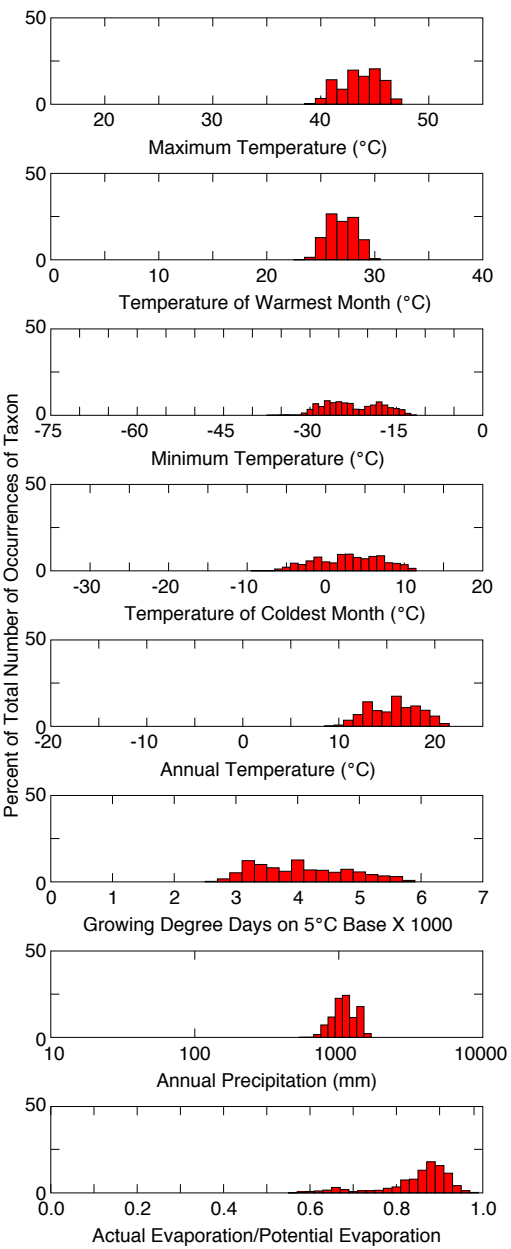 Percent of Total Number of Occurrences of Taxon
50
0
20 30 40 50
Maximum Temperature (°C)
50
0
0 10 20 30 40
Temperature of Warmest Month (°C)
50
0
-75 -60 -45 -30 -15 0
Minimum Temperature (°C)
50
0
-30 -20 -10 0 10 20
Temperature of Coldest Month (°C)
50
0
-20 -10 0 10 20
Annual Temperature (°C)
50
0
0 1 2 3 4 5 6 7
Growing Degree Days on 5°C Base X 1000
50
0
10 100 1000 10000
Annual Precipitation (mm)
50
0
0.0 0.2 0.4 0.6 0.8 1.0
Actual Evaporation/Potential Evaporation